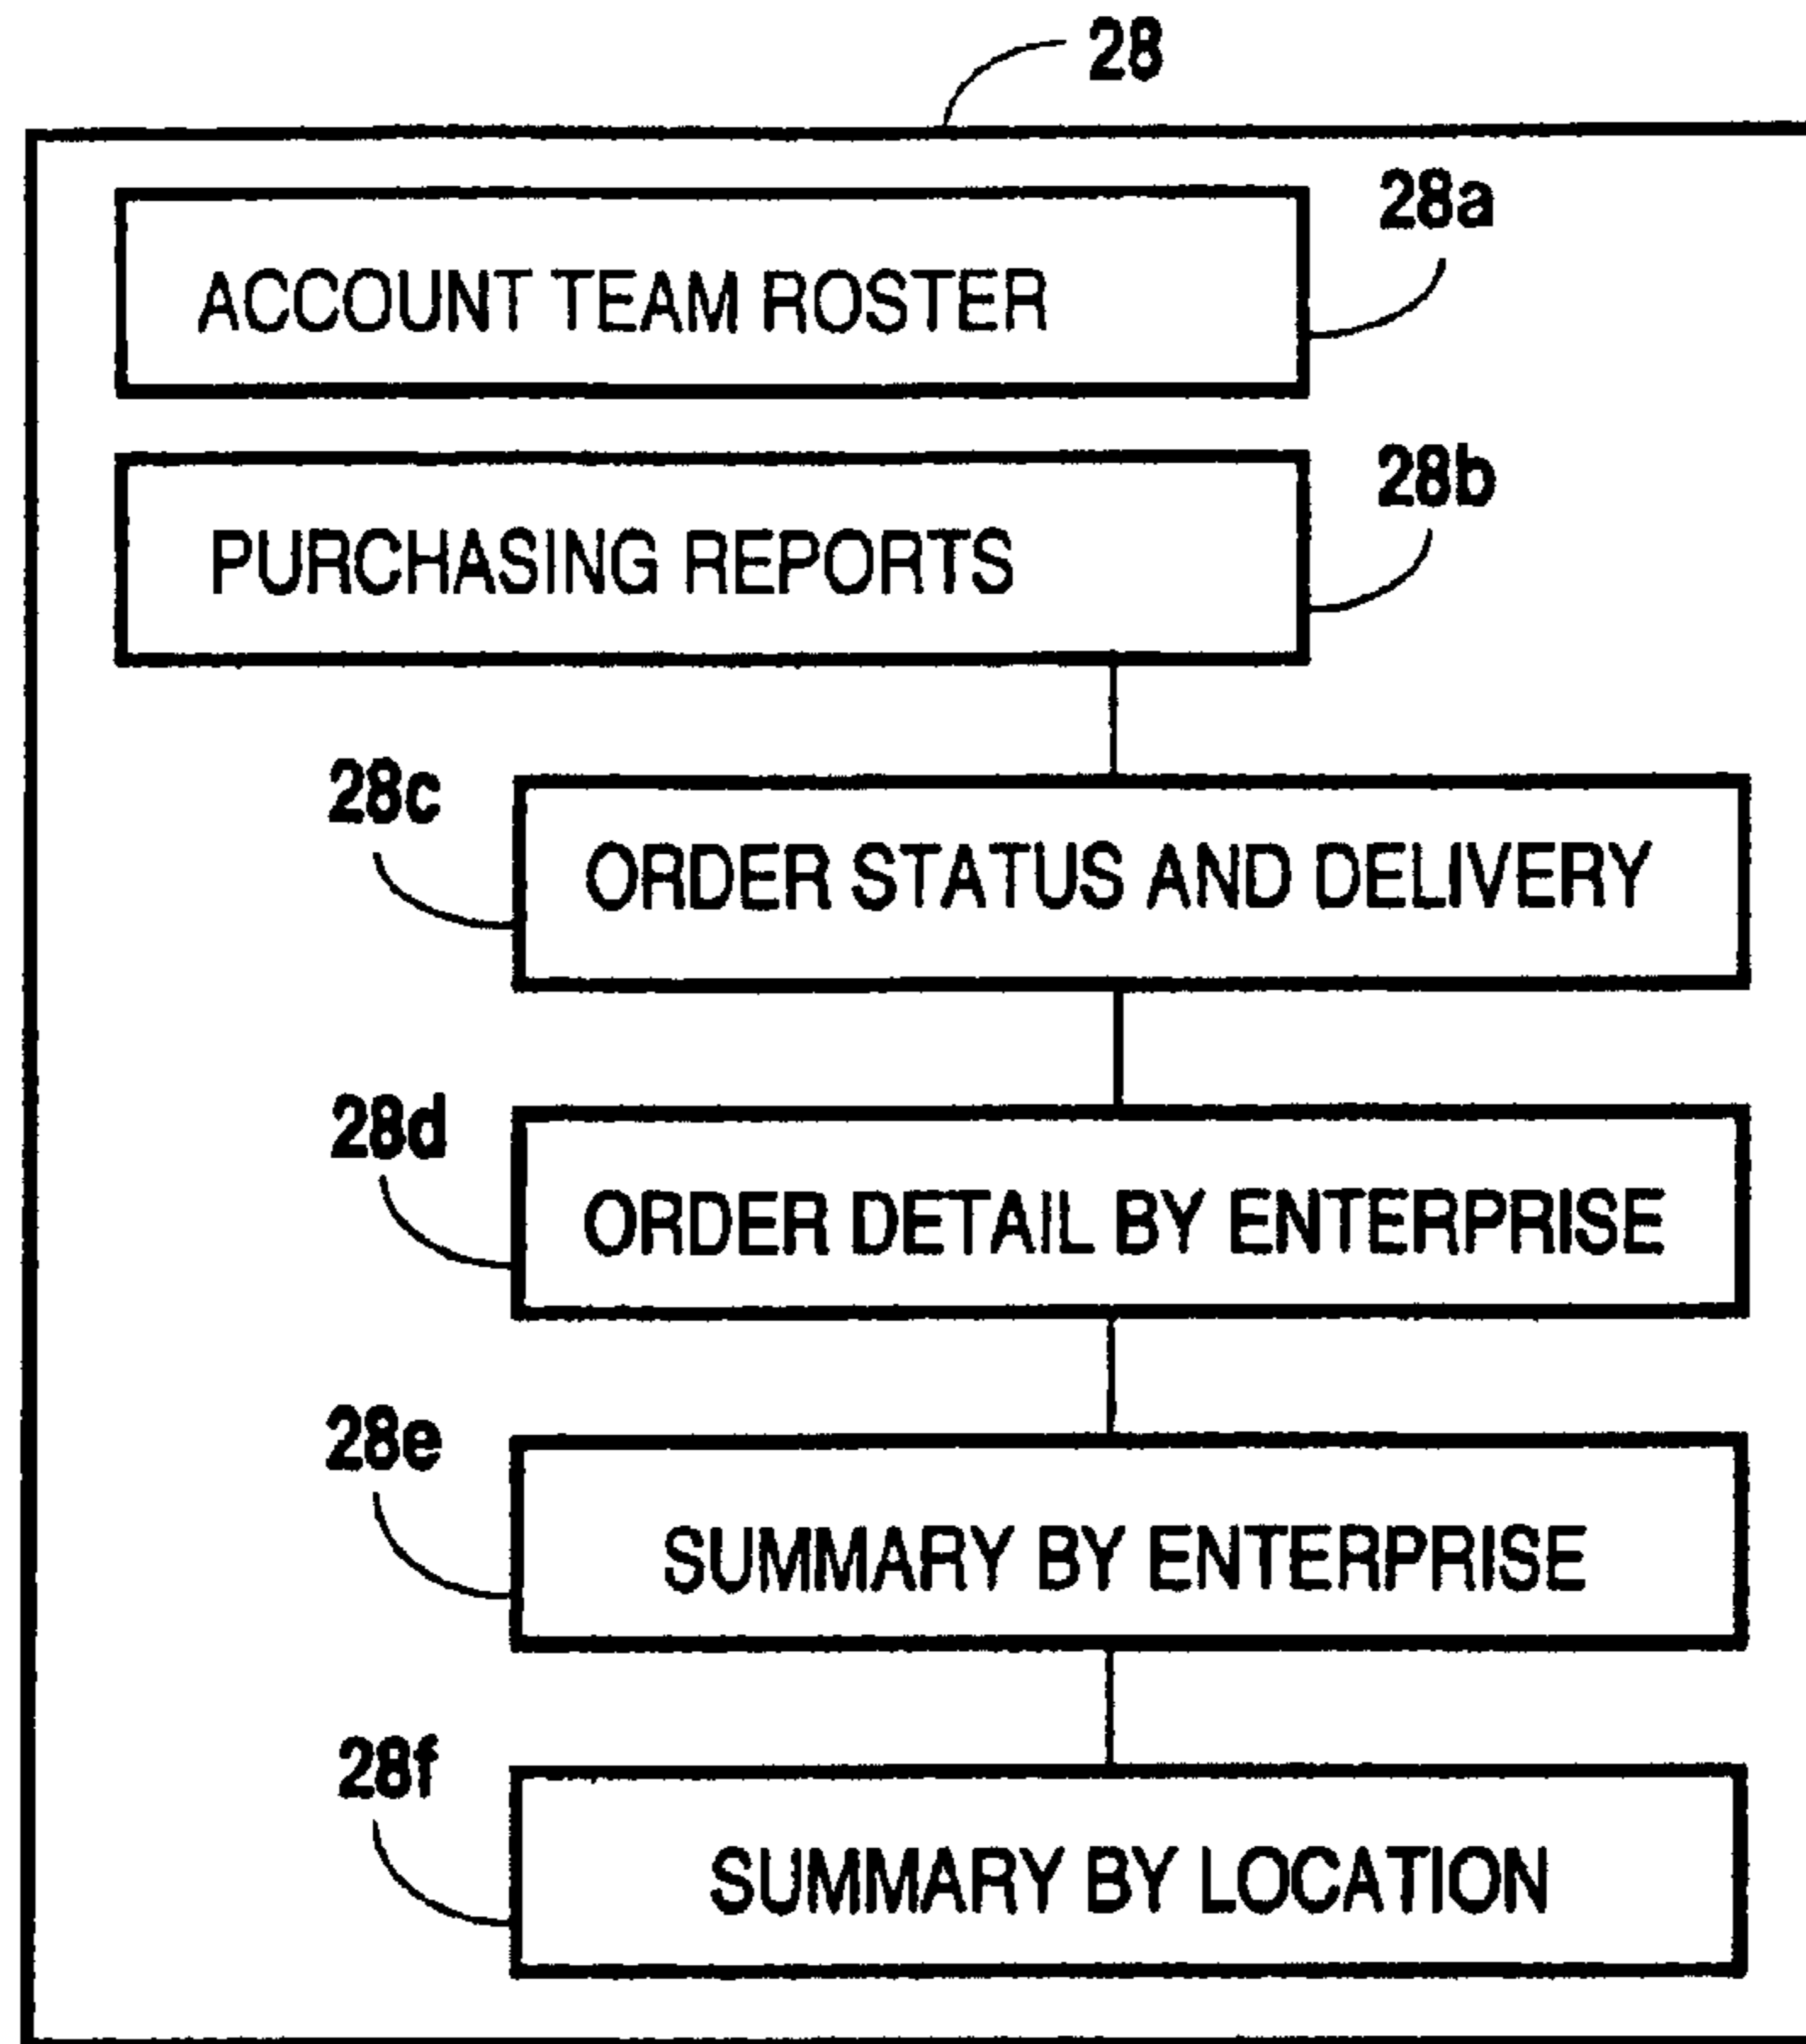 28
28a
ACCOUNT TEAM ROSTER
28b
PURCHASING REPORTS
28c
ORDER STATUS AND DELIVERY
28d
ORDER DETAIL BY ENTERPRISE
28e
SUMMARY BY ENTERPRISE
28f
SUMMARY BY LOCATION